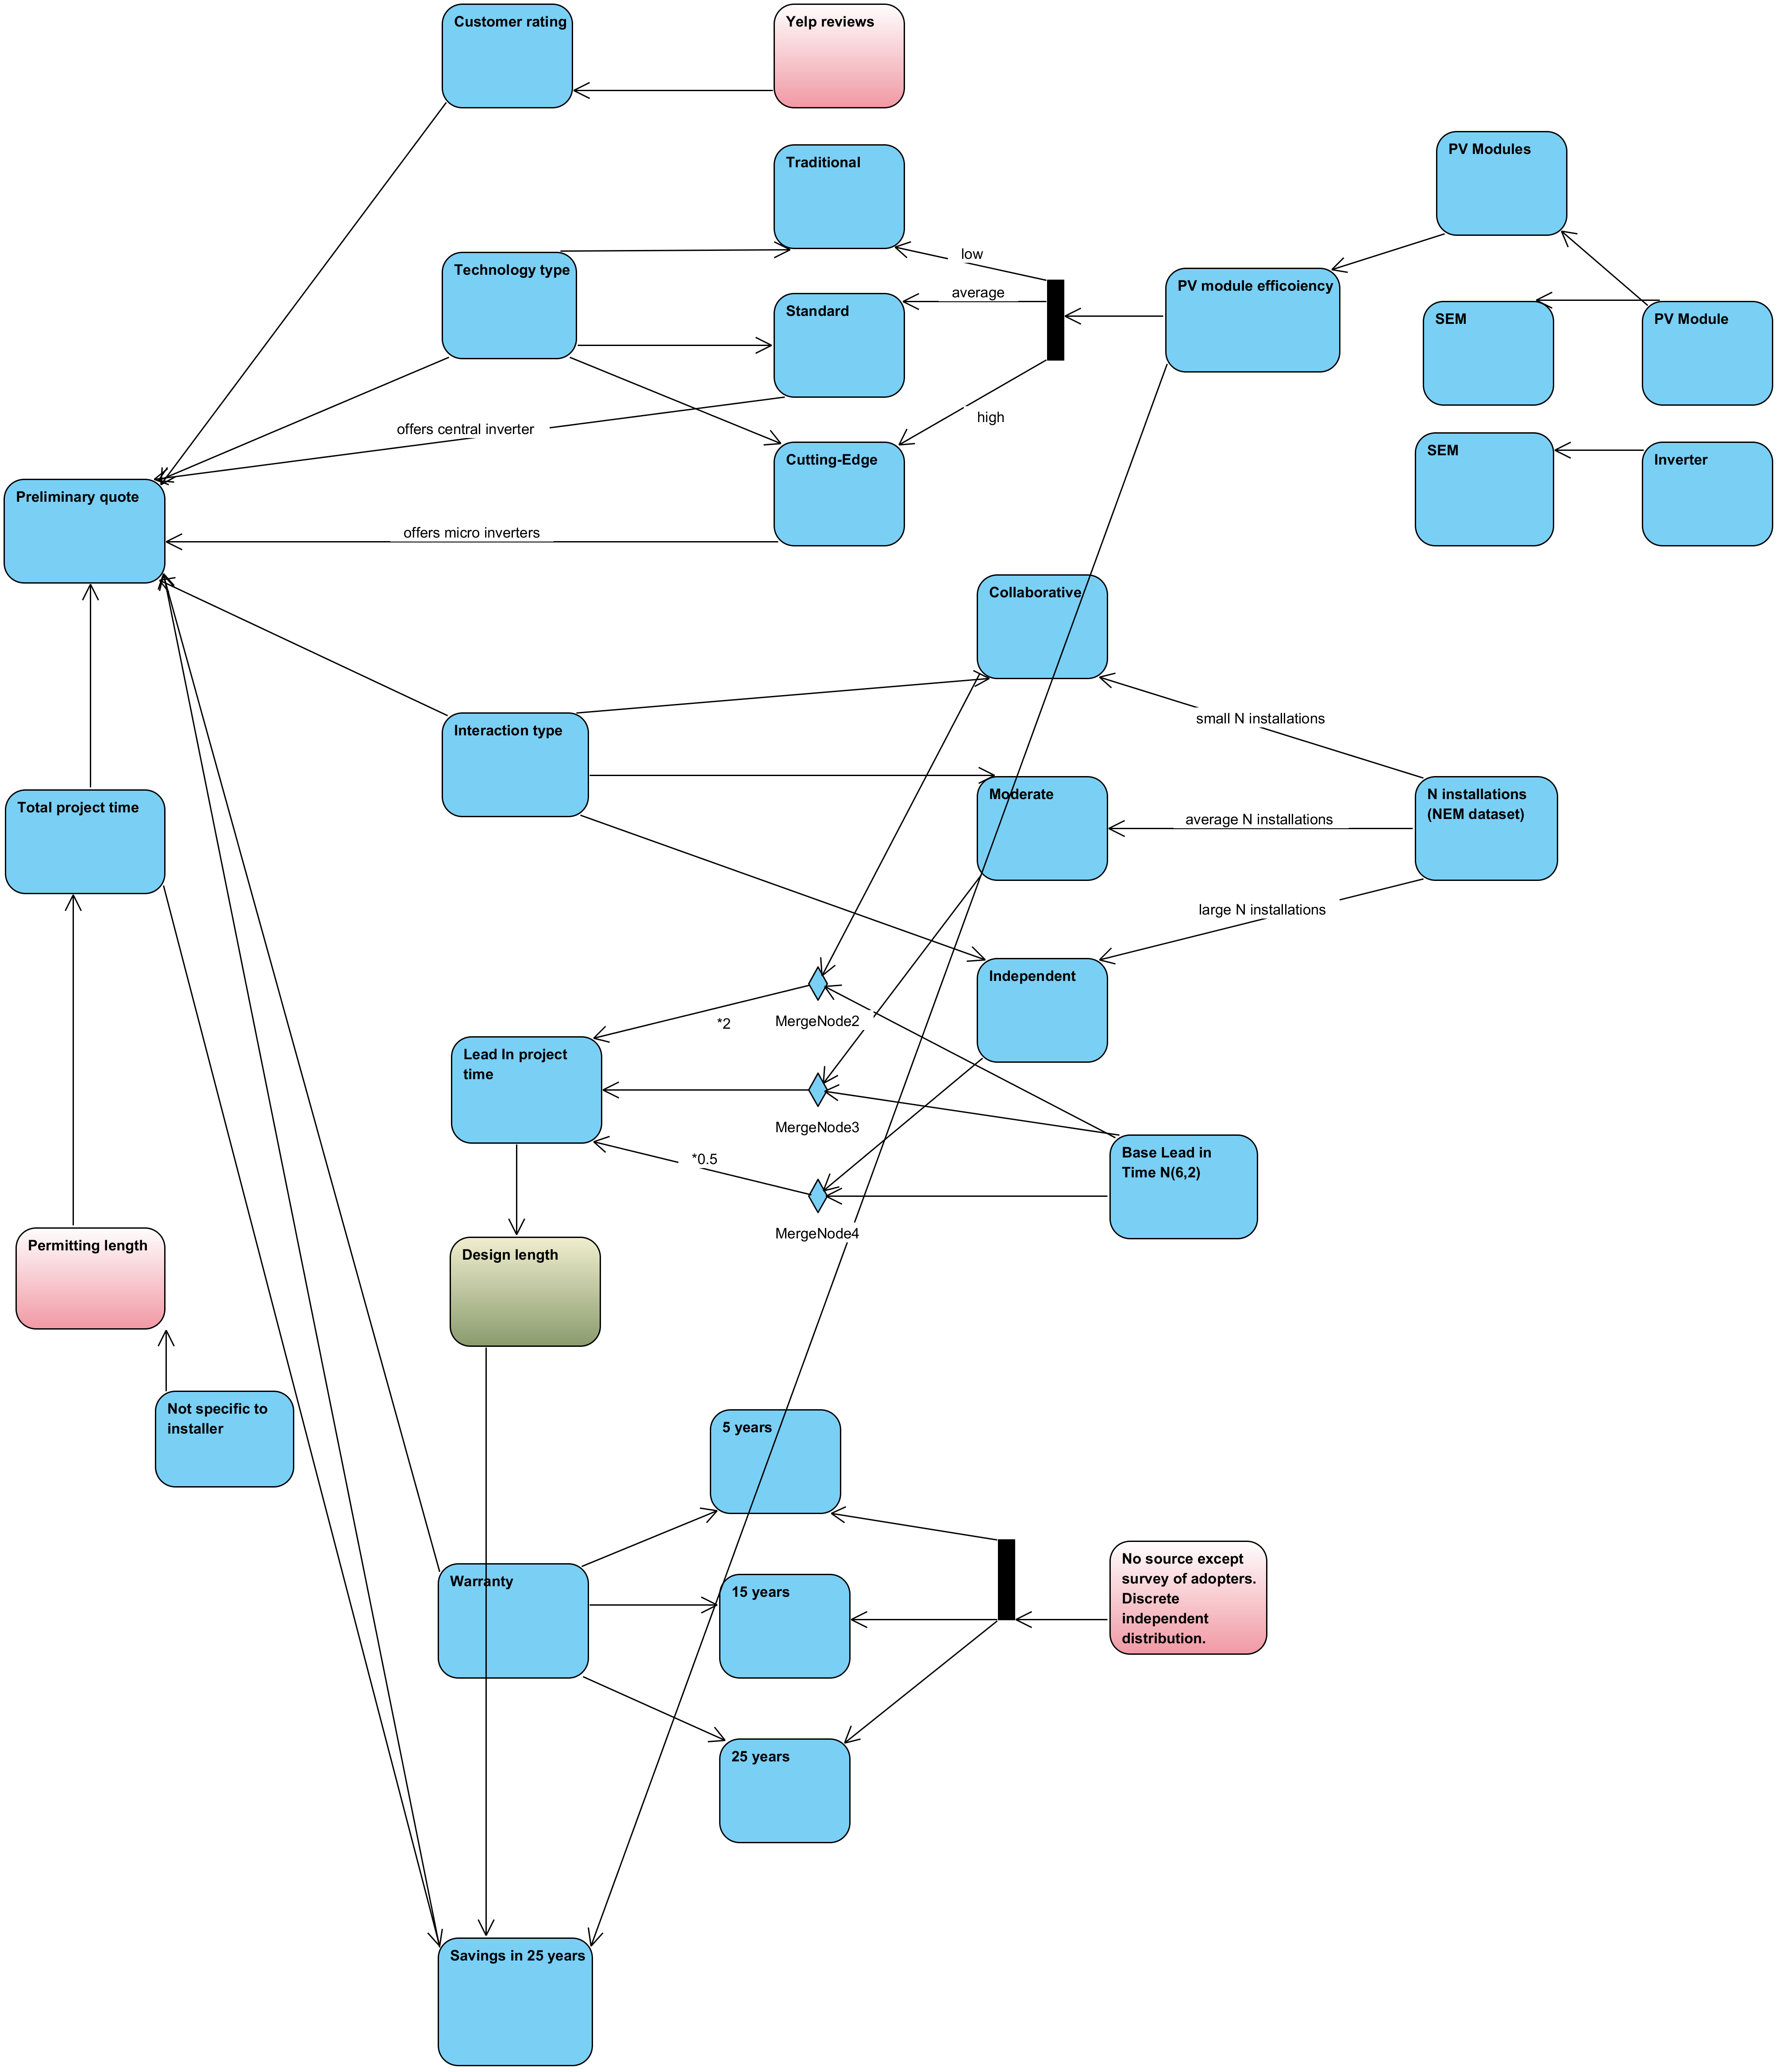 Customer rating
Yelp reviews
Traditional
PV Modules
low
Technology type
PV module efficoiency
average
Standard
SEM
PV Module
high
offers central inverter
Cutting-Edge
SEM
Inverter
Preliminary quote
offers micro inverters
Collaborative
small N installations
Interaction type
Moderate
N installations
(NEM dataset)
Total project time
average N installations
large N installations
Independent
MergeNode2
*2
Lead In project
time
MergeNode3
Base Lead in
Time N(6,2)
*0.5
MergeNode4
Permitting length
Design length
Not specific to
installer
5 years
No source except
survey of adopters.
Discrete
independent
distribution.
Warranty
15 years
25 years
Savings in 25 years